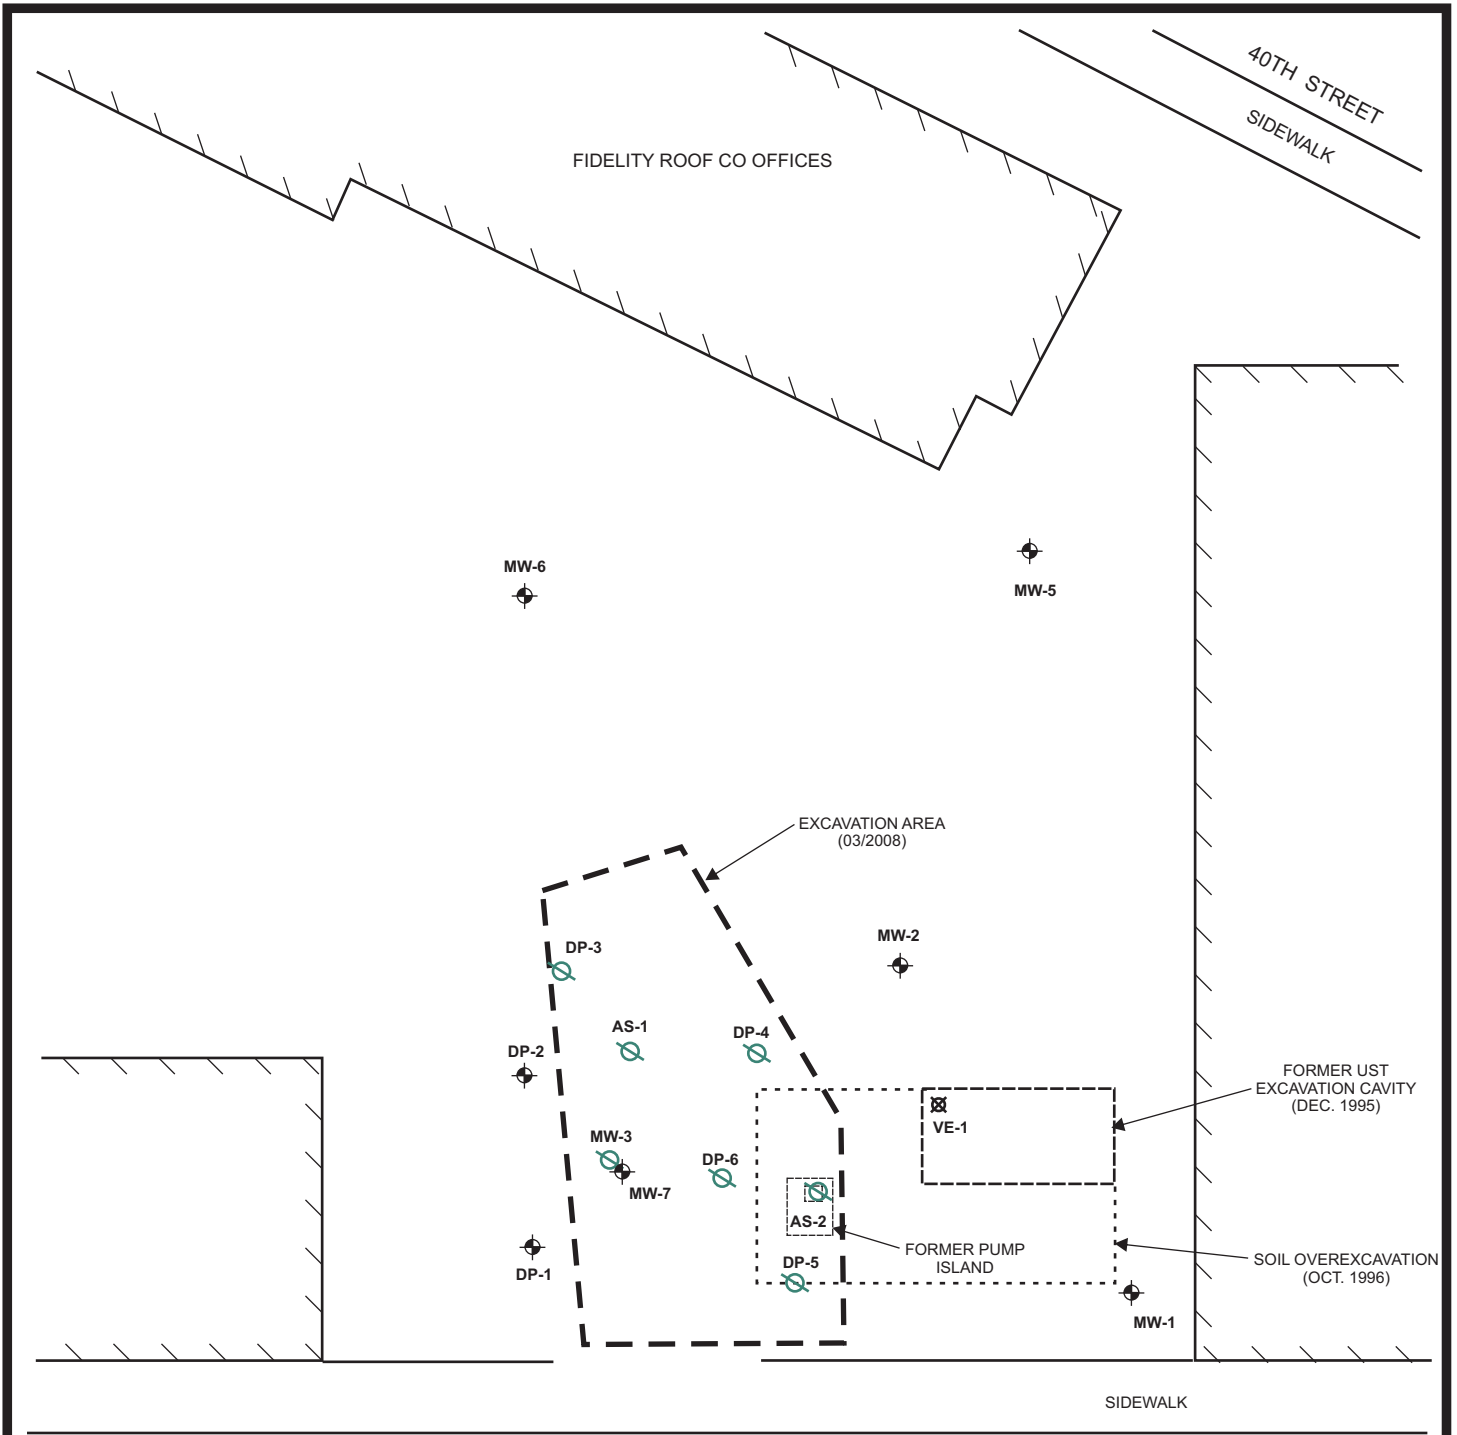 40TH STREET
SIDEWALK
FIDELITY ROOF CO OFFICES
MW-6
MW-5
EXCAVATION AREA
(03/2008)
MW-2
DP-3
AS-1
DP-4
DP-2
FORMER UST
EXCAVATION CAVITY
(DEC. 1995)
VE-1
MW-3
DP-6
MW-7
AS-2
FORMER PUMP
ISLAND
SOIL OVEREXCAVATION
(OCT. 1996)
DP-5
DP-1
MW-1
SIDEWALK